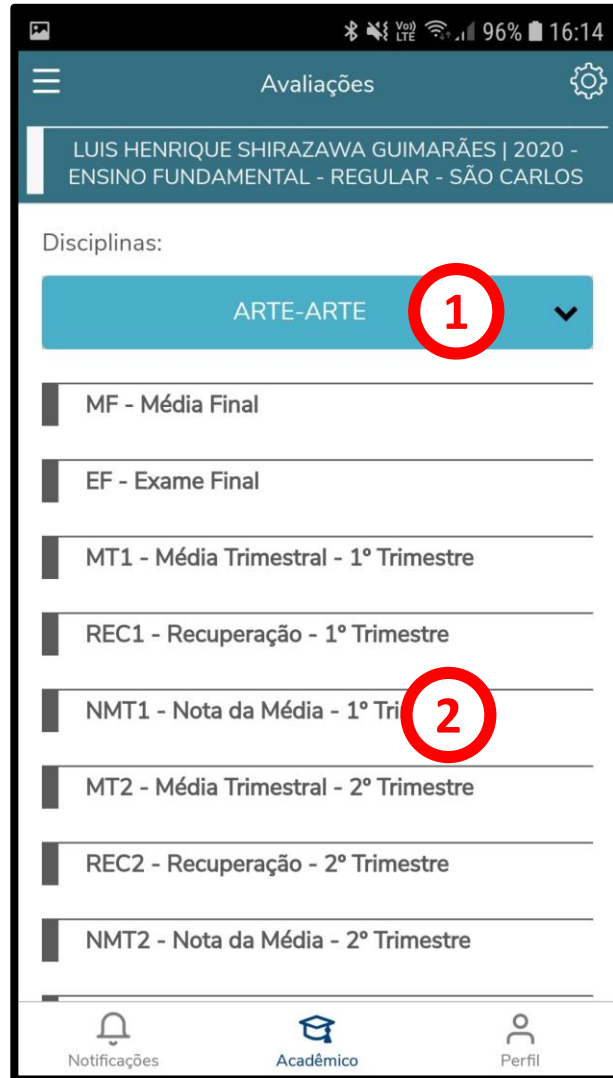 LTE 96% 16:14
Avaliações
LUIS HENRIQUE SHIRAZAWA GUIMARÃES | 2020 -
ENSINO FUNDAMENTAL - REGULAR - SÃO CARLOS
Disciplinas:
ARTE-ARTE 1
MF - Média Final
EF - Exame Final
MT1 - Média Trimestral - 1º Trimestre
REC1 - Recuperação - 1º Trimestre
NMT1 - Nota da Média - 1º Tri 2
MT2 - Média Trimestral - 2º Trimestre
REC2 - Recuperação - 2º Trimestre
NMT2 - Nota da Média - 2º Trimestre
Notificações Acadêmico Perfil